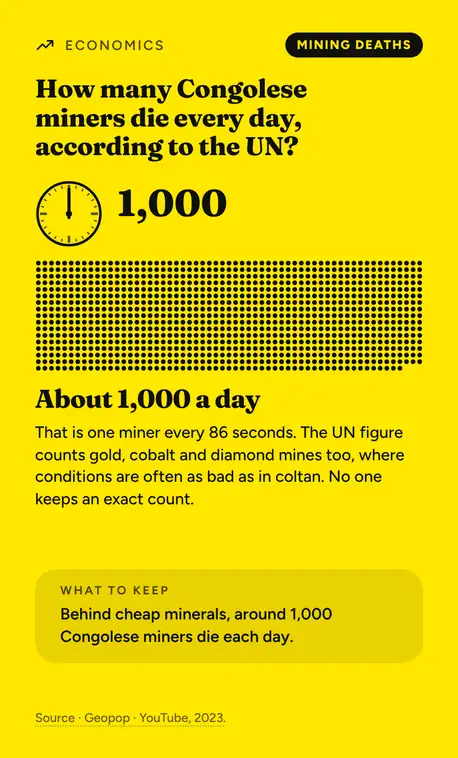 ECONOMICS
MINING DEATHS
How many Congolese
miners die every day,
according to the UN?
1,000
About 1,000 a day
That is one miner every 86 seconds. The UN figure
counts gold, cobalt and diamond mines too, where
conditions are often as bad as in coltan. No one
keeps an exact count.
WHAT TO KEEP
Behind cheap minerals, around 1,000
Congolese miners die each day.
Source · Geopop · YouTube, 2023.